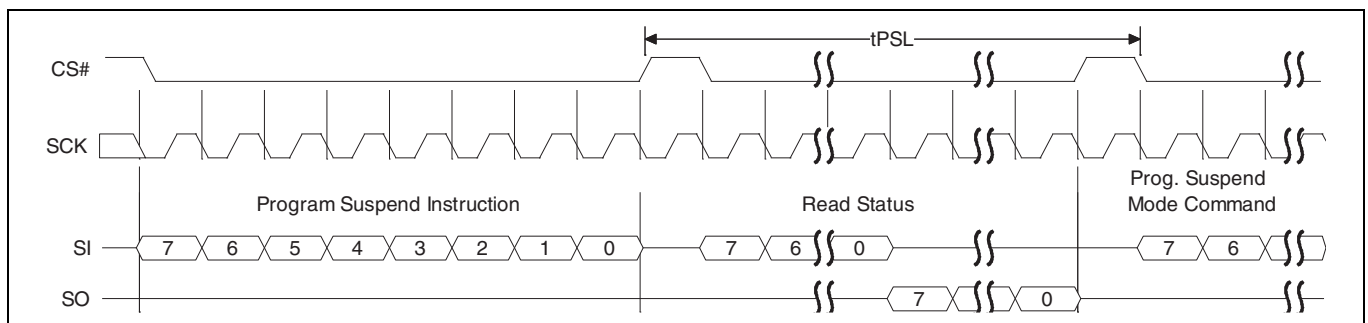 tPSL
CS#
SCK
Prog. Suspend
Program Suspend Instruction Read Status Mode Command
SI 7 6 5 4 3 2 1 0 7 6 0 7 6
SO 7 0